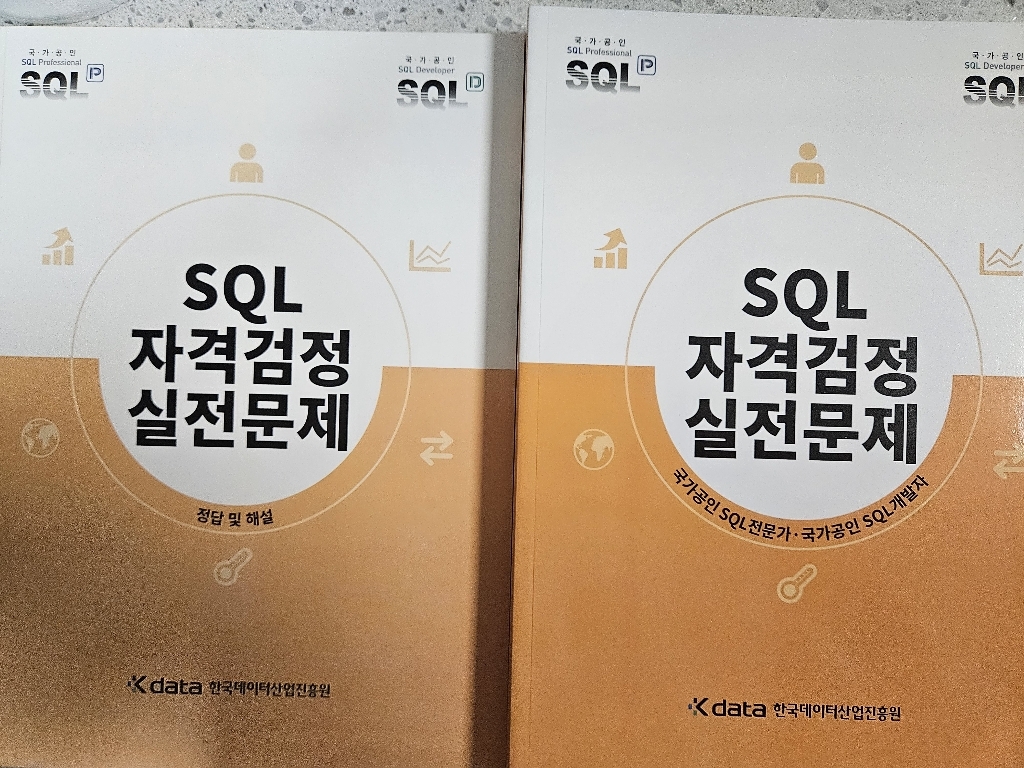 국·가·공·인
SQL Professional
SQL P
국·가·공·인
SQL Developer
SQL D
SQL
자격검정
실전문제
정답 및 해설
Kdata 한국데이터산업진흥원
국·가·공·인
SQL Professional
SQL P
국·가·공·인
SQL Developer
SQL
SQL
자격검정
실전문제
국가공인 SQL전문가·국가공인 SQL개발자
Kdata 한국데이터산업진흥원